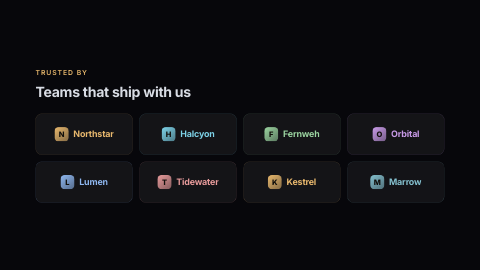 TRUSTED BY
Teams that ship with us
N Northstar
H Halcyon
F Fernweh
O Orbital
L Lumen
T Tidewater
K Kestrel
M Marrow